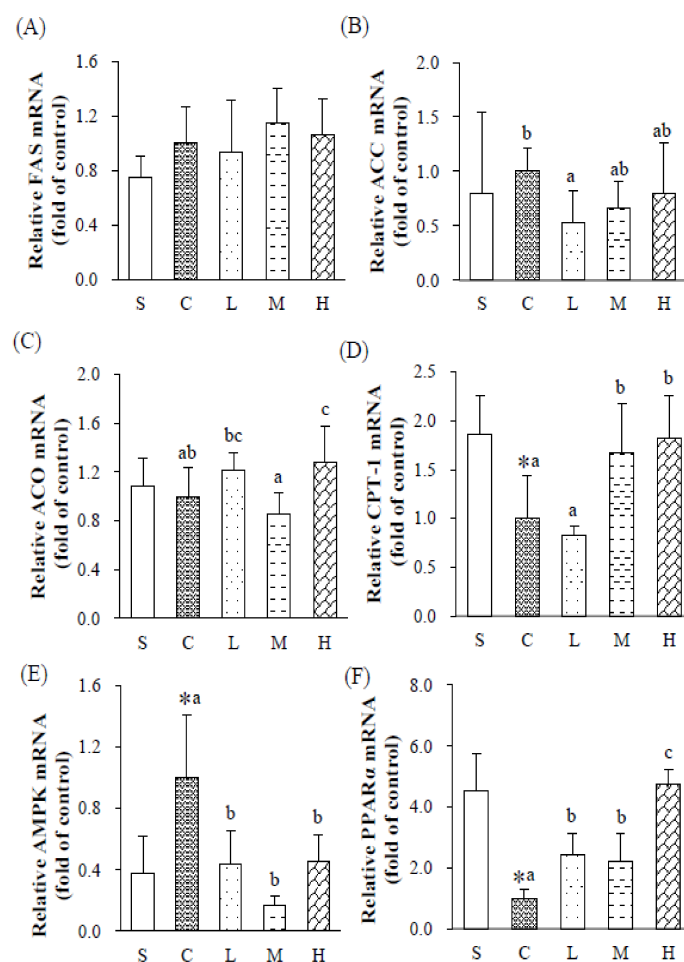 (A)
Relative FAS mRNA
(fold of control)
1.6
1.2
0.8
0.4
0.0
S C L M H
(B)
Relative ACC mRNA
(fold of control)
2.0
1.5
1.0
0.5
0.0
b
a
ab
ab
S C L M H
(C)
Relative ACO mRNA
(fold of control)
2.0
1.6
1.2
0.8
0.4
0.0
ab
bc
a
c
S C L M H
(D)
Relative CPT-1 mRNA
(fold of control)
2.5
2.0
1.5
1.0
0.5
0.0
*a
a
b
b
S C L M H
(E)
Relative AMPK mRNA
(fold of control)
1.6
1.2
0.8
0.4
0.0
*a
b
b
b
S C L M H
(F)
Relative PPARα mRNA
(fold of control)
8.0
6.0
4.0
2.0
0.0
*a
b
b
c
S C L M H